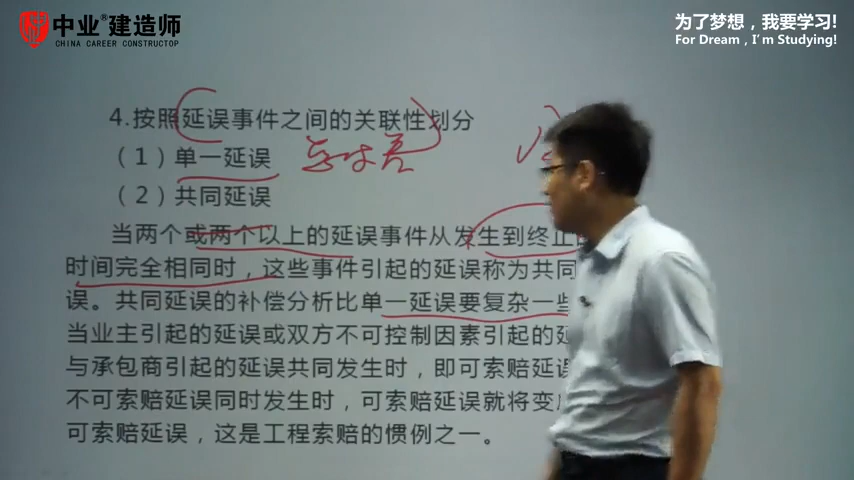 中业®建造师
CHINA CAREER CONSTRUCTOP
为了梦想，我要学习!
For Dream , I'm Studying!
4.按照延误事件之间的关联性划分
（1）单一延误
（2）共同延误
当两个或两个以上的延误事件从发生到终止
时间完全相同时，这些事件引起的延误称为共同
误。共同延误的补偿分析比单一延误要复杂一些
当业主引起的延误或双方不可控制因素引起的延
与承包商引起的延误共同发生时，即可索赔延
不可索赔延误同时发生时，可索赔延误就将变
可索赔延误，这是工程索赔的惯例之一。